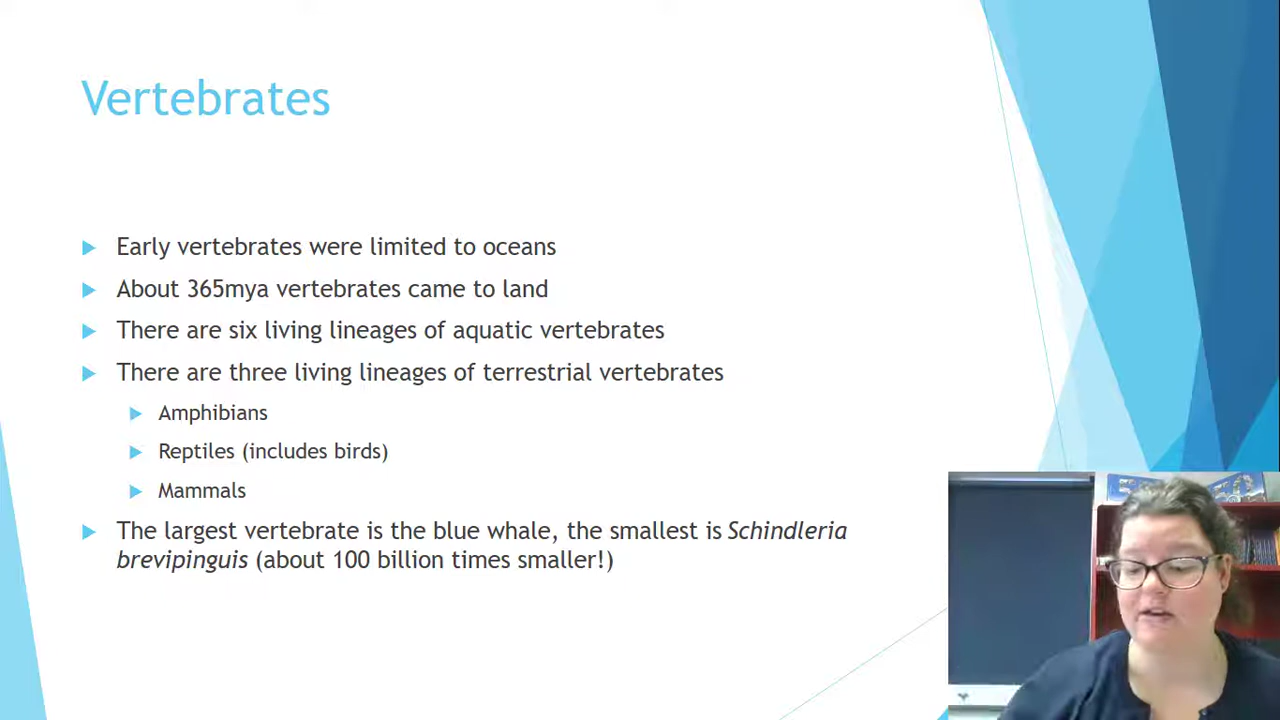 Vertebrates
Early vertebrates were limited to oceans
About 365mya vertebrates came to land
There are six living lineages of aquatic vertebrates
There are three living lineages of terrestrial vertebrates
Amphibians
Reptiles (includes birds)
Mammals
The largest vertebrate is the blue whale, the smallest is Schindleria
brevipinguis (about 100 billion times smaller!)